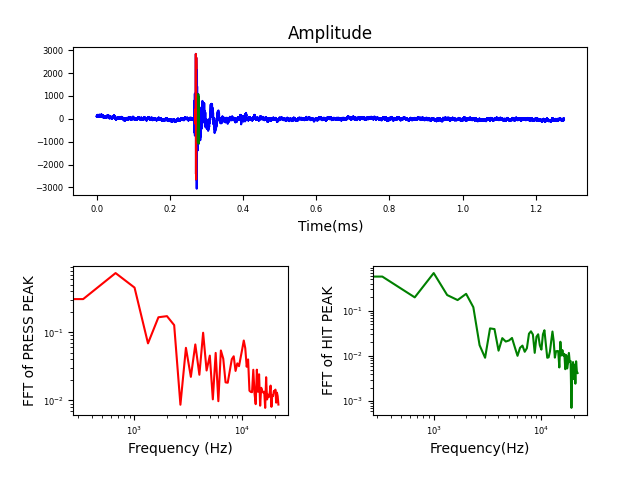 Amplitude
3000
2000
1000
0
−1000
−2000
−3000
0.0 0.2 0.4 0.6 0.8 1.0 1.2
Time(ms)
FFT of PRESS PEAK
10⁻¹
10⁻²
10³ 10⁴
Frequency (Hz)
FFT of HIT PEAK
10⁻¹
10⁻²
10⁻³
10³ 10⁴
Frequency(Hz)